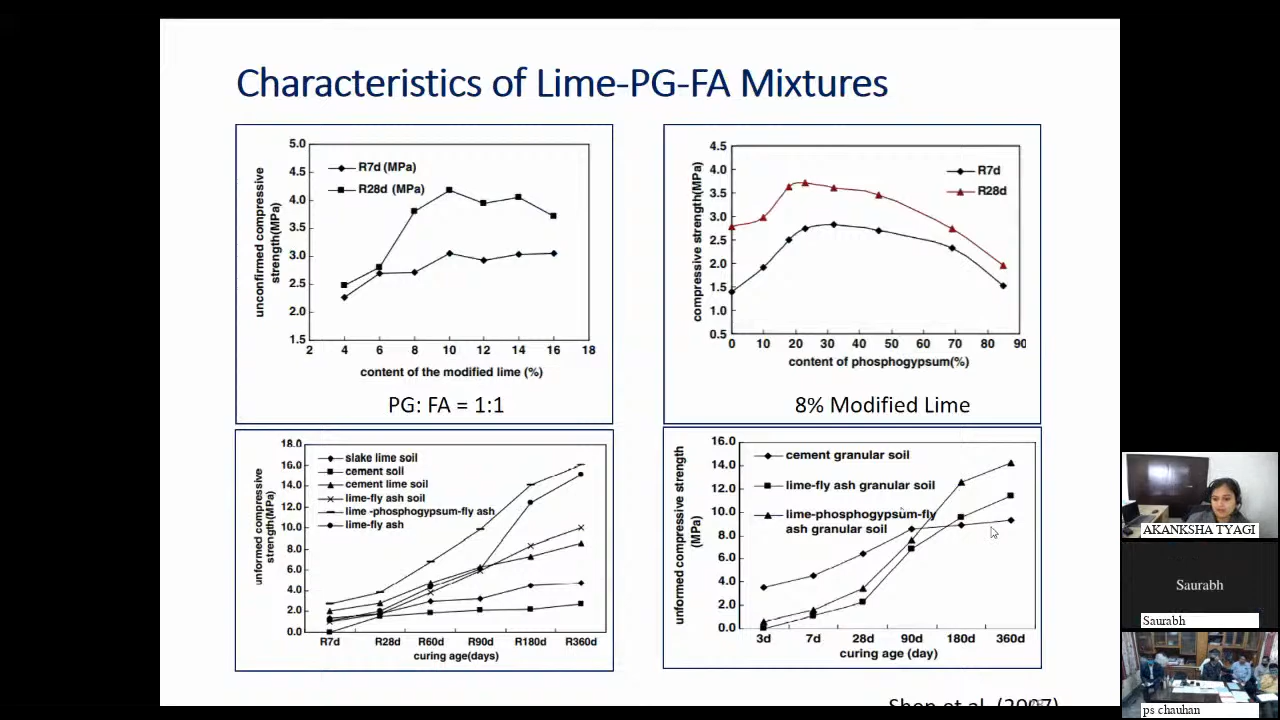 Characteristics of Lime-PG-FA Mixtures
5.0
4.5
4.0
3.5
3.0
2.5
2.0
1.5
2 4 6 8 10 12 14 16 18
R7d (MPa)
R28d (MPa)
unconfirmed compressive
strength(MPa)
content of the modified lime (%)
PG: FA = 1:1
4.5
4.0
3.5
3.0
2.5
2.0
1.5
1.0
0.5
0 10 20 30 40 50 60 70 80 90
R7d
R28d
compressive strength(MPa)
content of phosphogypsum(%)
8% Modified Lime
18.0
16.0
14.0
12.0
10.0
8.0
6.0
4.0
2.0
0.0
slake lime soil
cement soil
cement lime soil
lime-fly ash soil
lime -phosphogypsum-fly ash
lime-fly ash
unformed compressive
strength(MPa)
R7d R28d R60d R90d R180d R360d
curing age(days)
16.0
14.0
12.0
10.0
8.0
6.0
4.0
2.0
0.0
cement granular soil
lime-fly ash granular soil
lime-phosphogypsum-fly
ash granular soil
unformed compressive strength
(MPa)
3d 7d 28d 90d 180d 360d
curing age (day)
Shen et al. (2007)
AKANKSHA TYAGI
Saurabh
Saurabh
ps chauhan